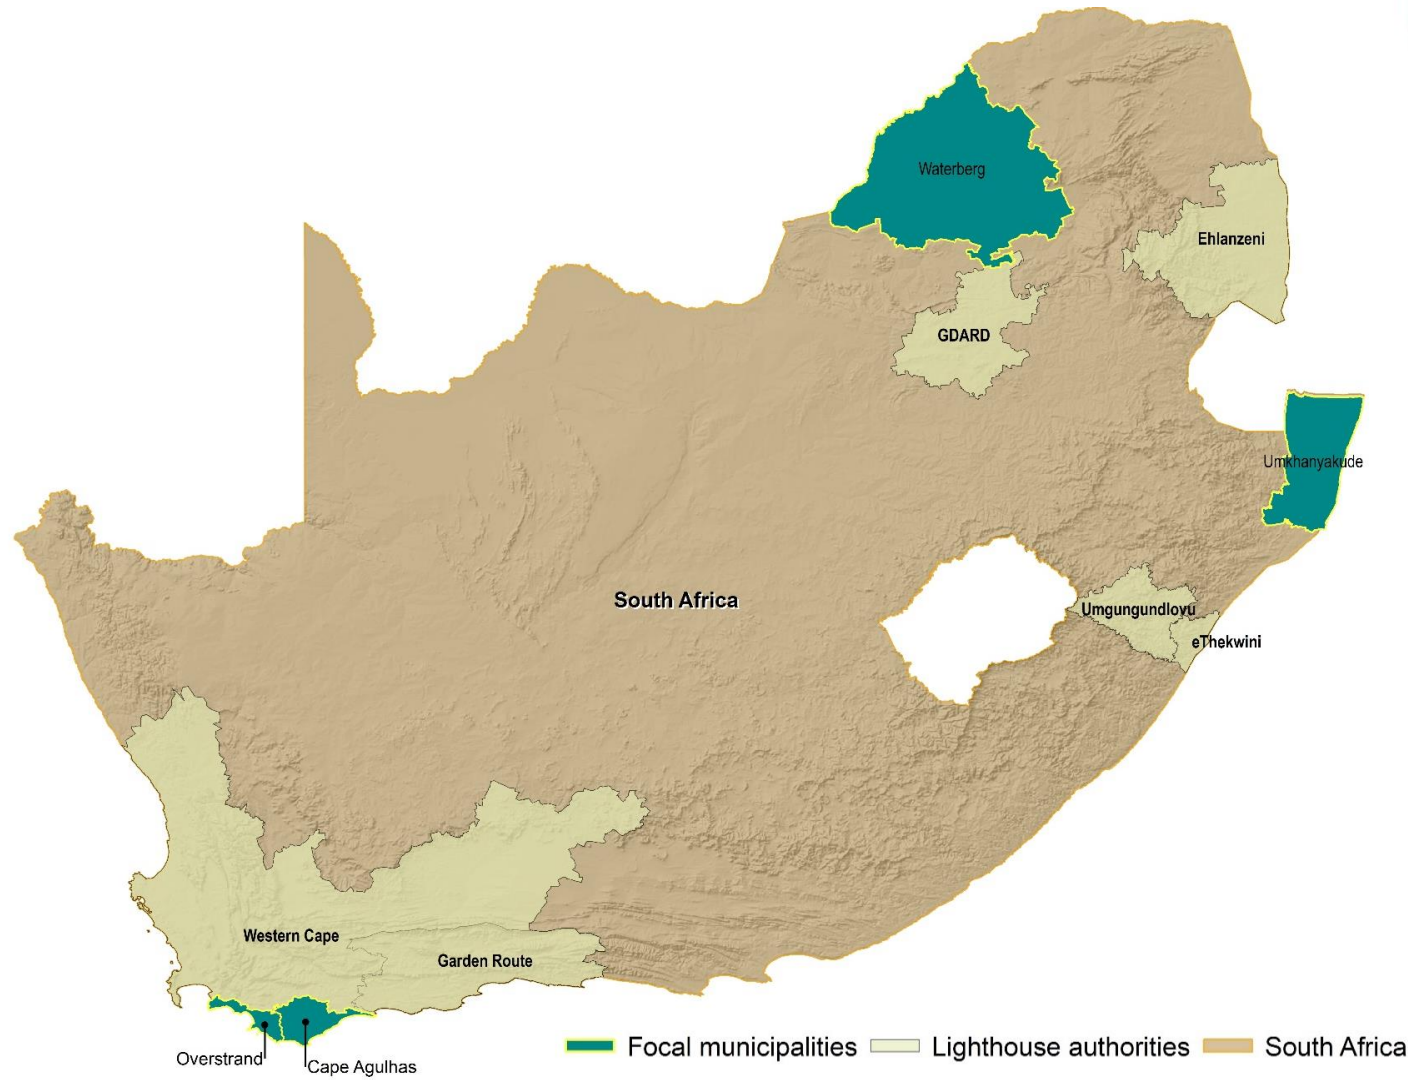 Waterberg
Ehlanzeni
GDARD
Umkhanyakude
South Africa
Umgungundlovu
eThekwini
Western Cape
Garden Route
Overstrand
Cape Agulhas
Focal municipalities
Lighthouse authorities
South Africa